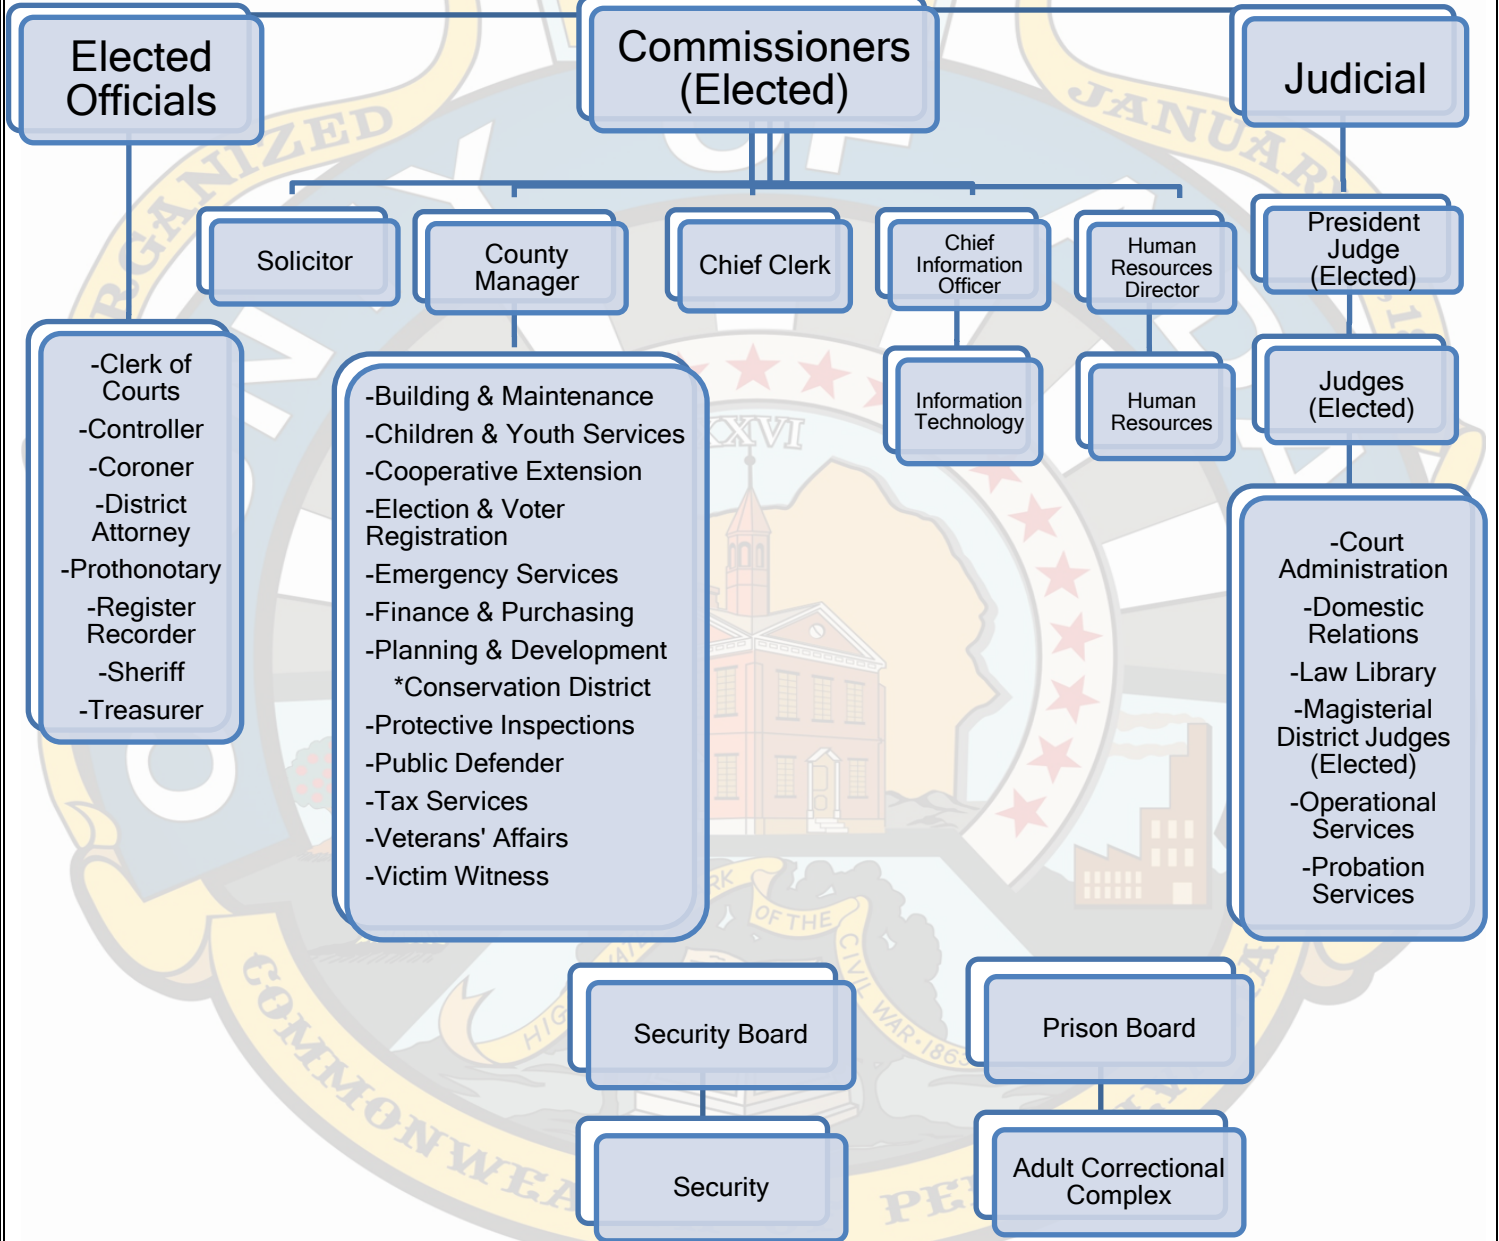 Elected
Officials
Commissioners
(Elected)
Judicial
Solicitor
County
Manager
Chief Clerk
Chief
Information
Officer
Human
Resources
Director
President
Judge
(Elected)
-Clerk of
Courts
-Controller
-Coroner
-District
Attorney
-Prothonotary
-Register
Recorder
-Sheriff
-Treasurer
-Building & Maintenance
-Children & Youth Services
-Cooperative Extension
-Election & Voter
Registration
-Emergency Services
-Finance & Purchasing
-Planning & Development
*Conservation District
-Protective Inspections
-Public Defender
-Tax Services
-Veterans' Affairs
-Victim Witness
Information
Technology
Human
Resources
Judges
(Elected)
-Court
Administration
-Domestic
Relations
-Law Library
-Magisterial
District Judges
(Elected)
-Operational
Services
-Probation
Services
Security Board
Prison Board
Security
Adult Correctional
Complex
JANUARY
OF THE
CIVIL